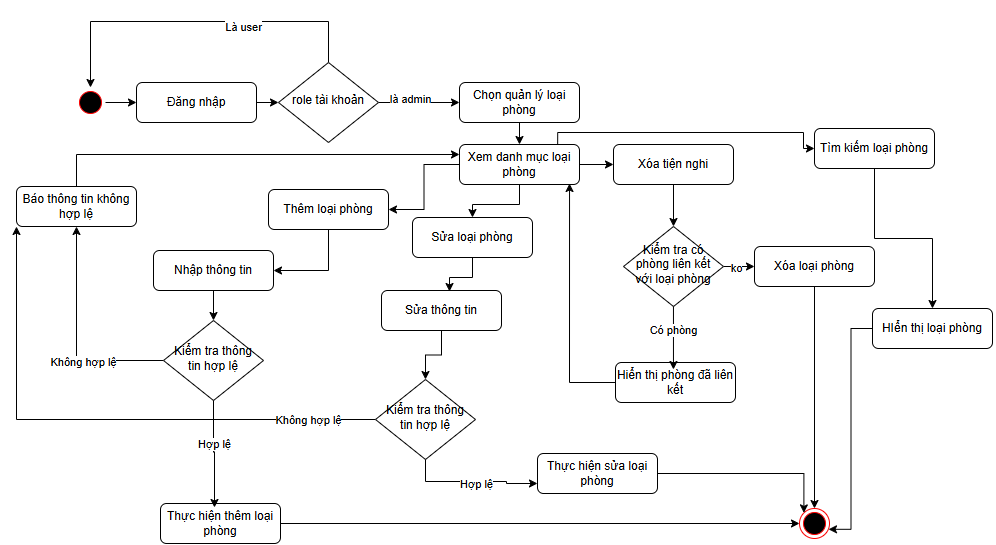 Là user
Đăng nhập
role tài khoản
là admin
Chọn quản lý loại
phòng
Xem danh mục loại
phòng
Xóa tiện nghi
Tìm kiếm loại phòng
Báo thông tin không
hợp lệ
Thêm loại phòng
Sửa loại phòng
Nhập thông tin
Kiểm tra có
phòng liên kết
với loại phòng
ko
Xóa loại phòng
Sửa thông tin
HIển thị loại phòng
Có phòng
Kiểm tra thông
tin hợp lệ
Không hợp lệ
Hiển thị phòng đã liên
kết
Kiểm tra thông
tin hợp lệ
Không hợp lệ
Hợp lệ
Hợp lệ
Thực hiện sửa loại
phòng
Thực hiện thêm loại
phòng